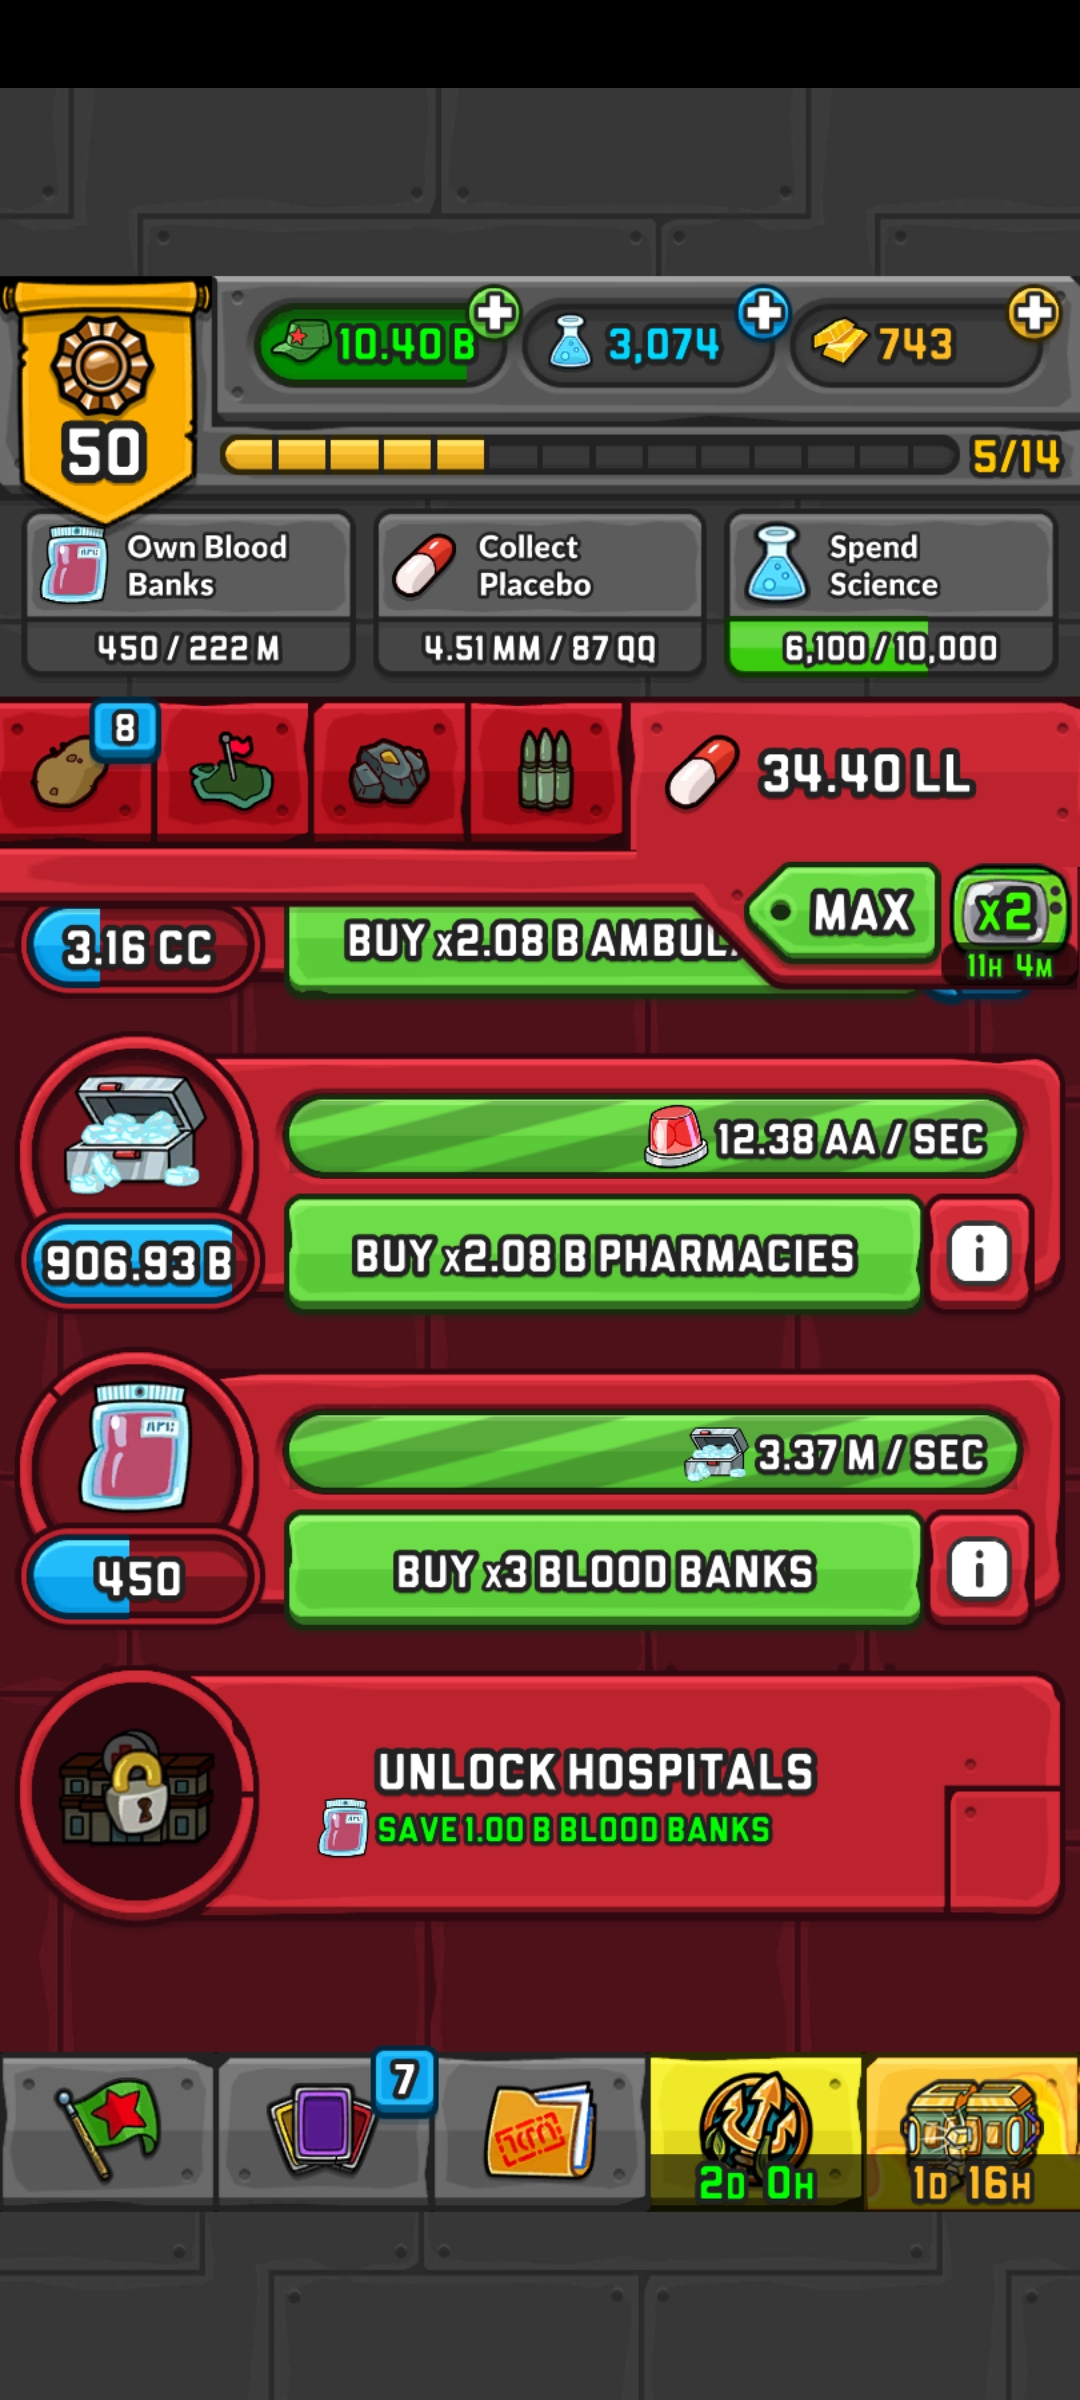 10.40 B
3,074
743
50
5/14
Own Blood
Banks
Collect
Placebo
Spend
Science
450 / 222 M
4.51 MM / 87 QQ
6,100 / 10,000
8
34.40 LL
MAX
x2
11H 4M
3.16 CC
BUY x2.08 B AMBUL
12.38 AA / SEC
906.93 B
BUY x2.08 B PHARMACIES
i
3.37 M / SEC
450
BUY x3 BLOOD BANKS
i
UNLOCK HOSPITALS
SAVE 1.00 B BLOOD BANKS
7
2D 0H
1D 16H